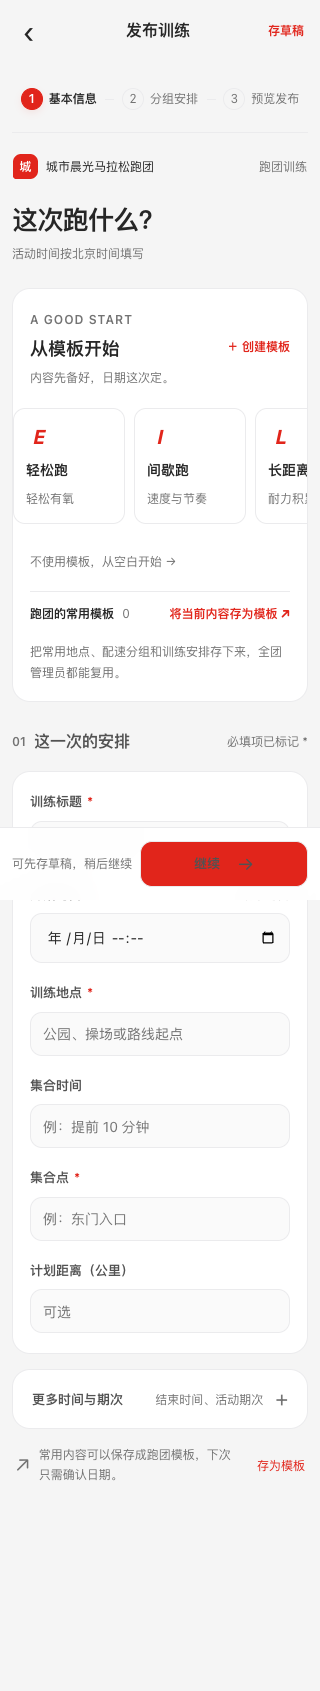 ‹ 发布训练 存草稿
1 基本信息 2 分组安排 3 预览发布
城 城市晨光马拉松跑团 跑团训练
这次跑什么?
活动时间按北京时间填写
A GOOD START
从模板开始 + 创建模板
内容先备好，日期这次定。
E I L
轻松跑 间歇跑 长距离
轻松有氧 速度与节奏 耐力积
不使用模板，从空白开始 →
跑团的常用模板 0 将当前内容存为模板 ↗
把常用地点、配速分组和训练安排存下来，全团
管理员都能复用。
01 这一次的安排 必填项已标记 *
训练标题 *
可先存草稿，稍后继续 继续 →
年 /月/日 --:--
训练地点 *
公园、操场或路线起点
集合时间
例：提前 10 分钟
集合点 *
例：东门入口
计划距离（公里）
可选
更多时间与期次 结束时间、活动期次 +
常用内容可以保存成跑团模板，下次
只需确认日期。
存为模板